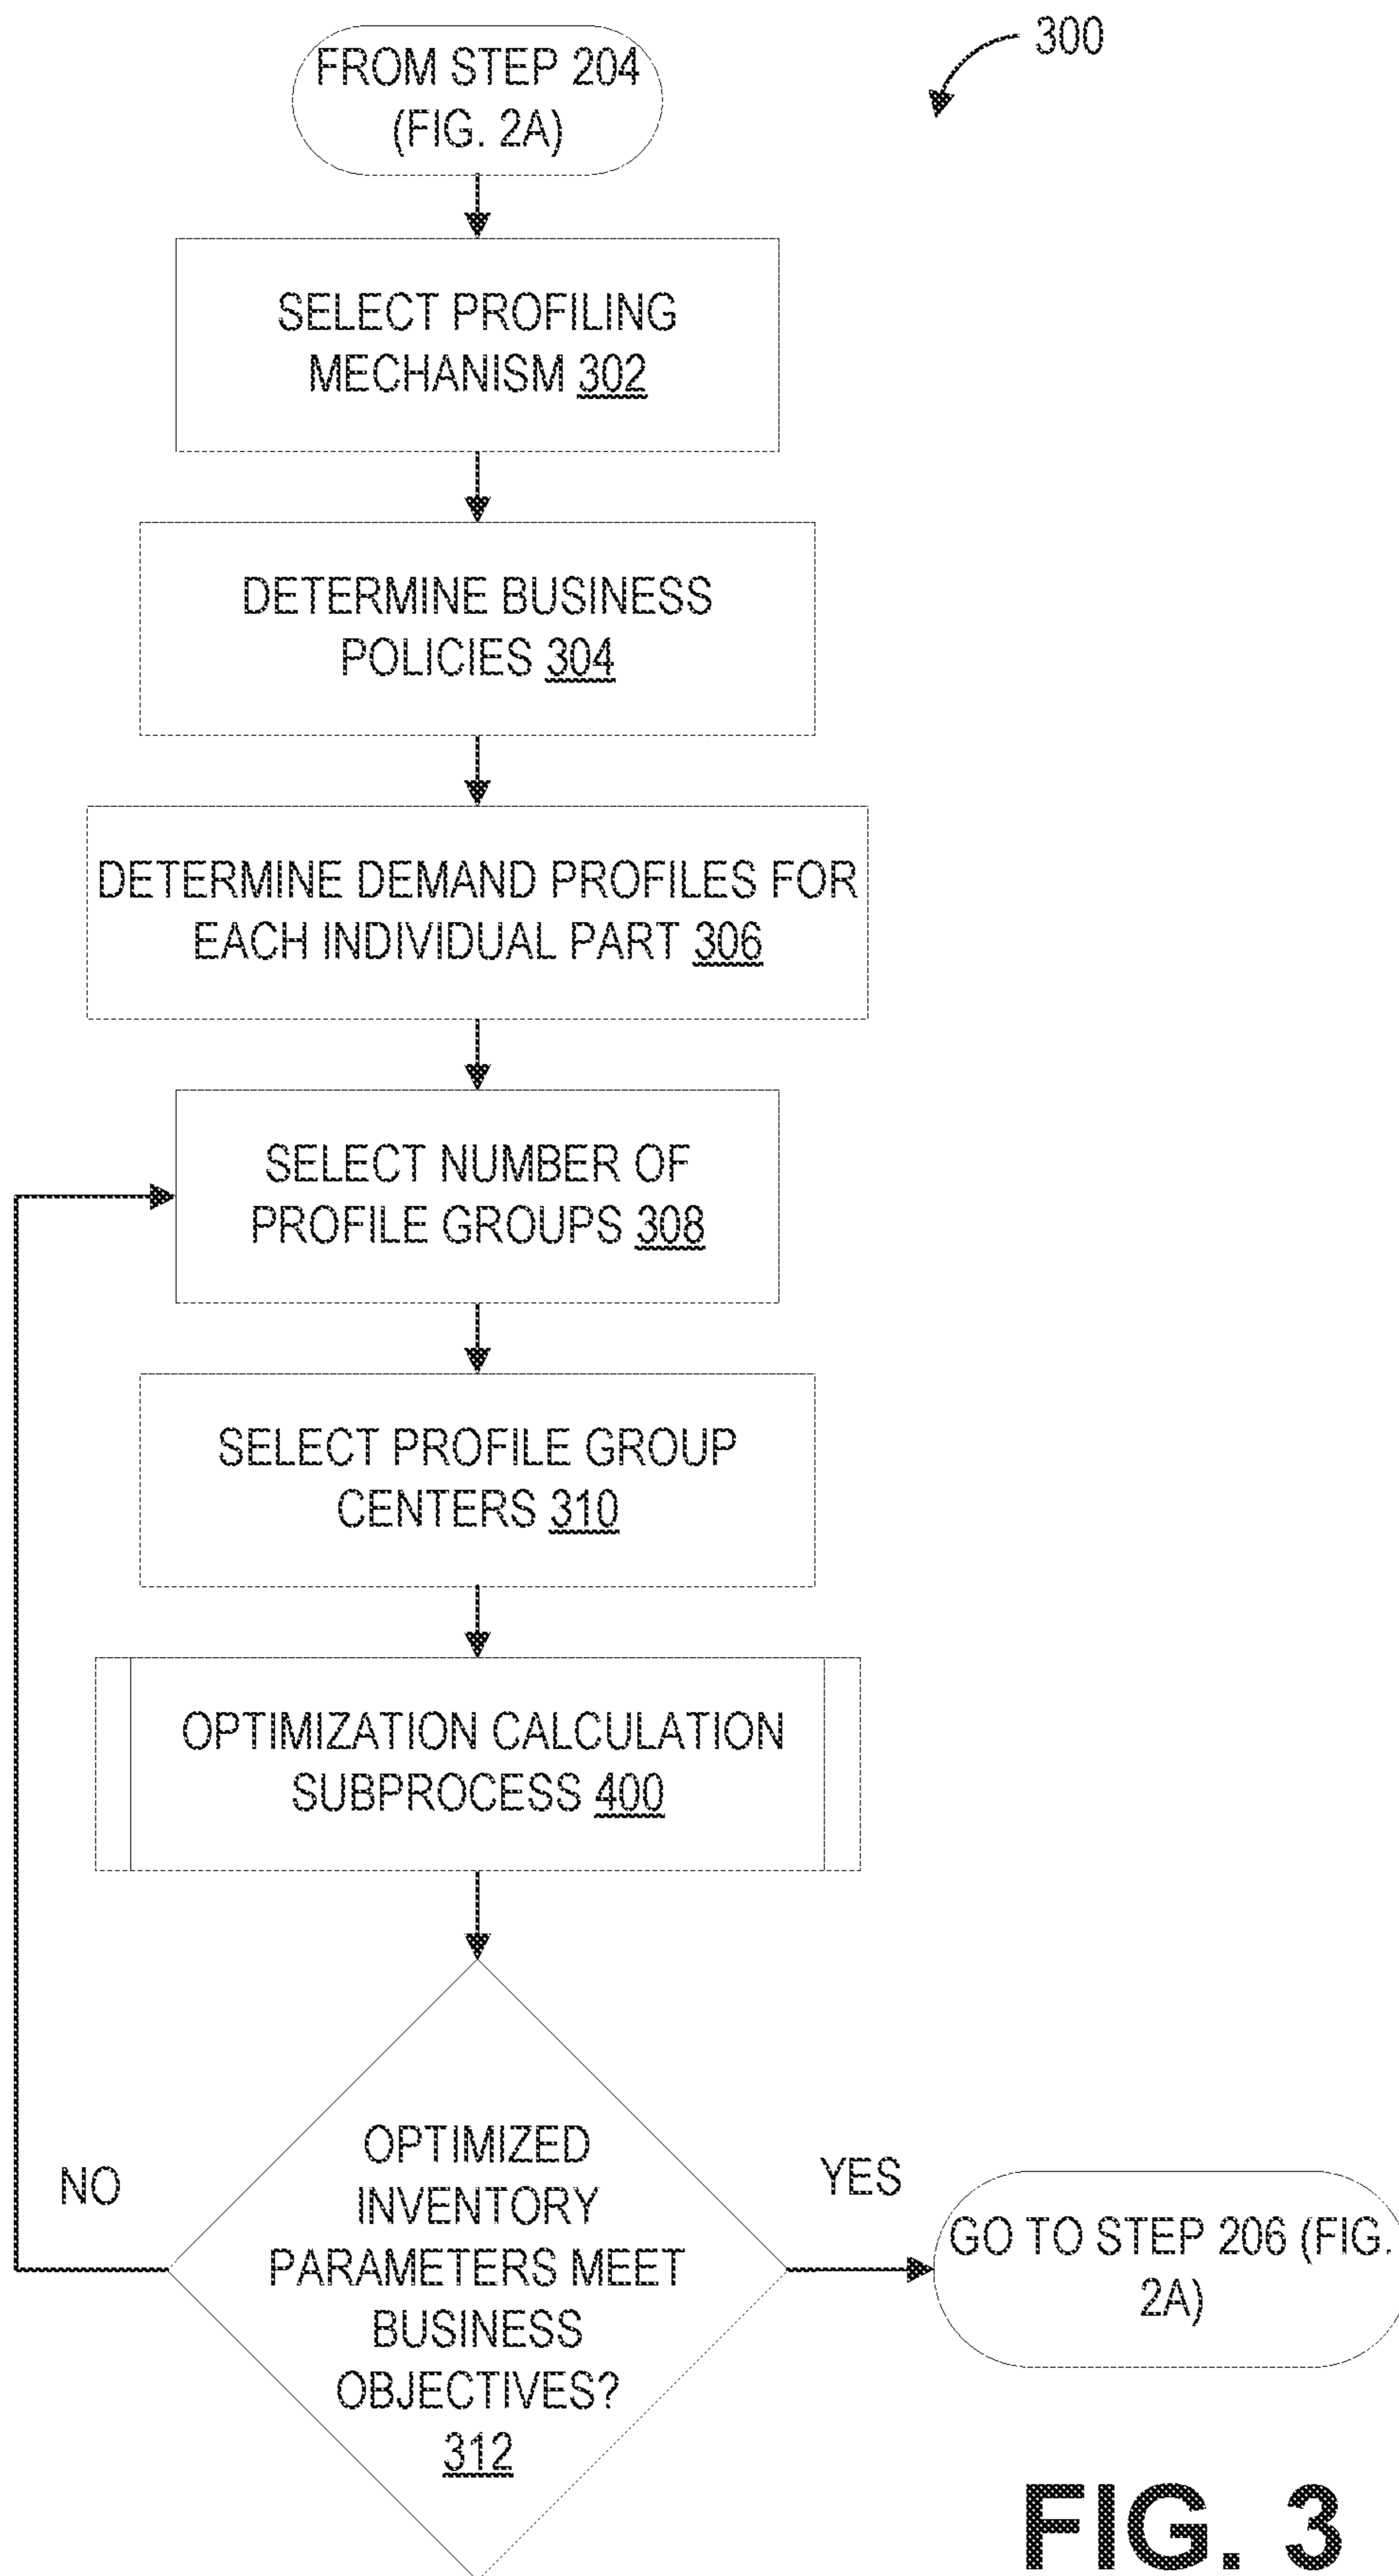 300
FROM STEP 204
(FIG. 2A)
SELECT PROFILING
MECHANISM 302
DETERMINE BUSINESS
POLICIES 304
DETERMINE DEMAND PROFILES FOR
EACH INDIVIDUAL PART 306
SELECT NUMBER OF
PROFILE GROUPS 308
SELECT PROFILE GROUP
CENTERS 310
OPTIMIZATION CALCULATION
SUBPROCESS 400
OPTIMIZED
INVENTORY
PARAMETERS MEET
BUSINESS
OBJECTIVES?
312
NO
YES
GO TO STEP 206 (FIG.
2A)
FIG. 3